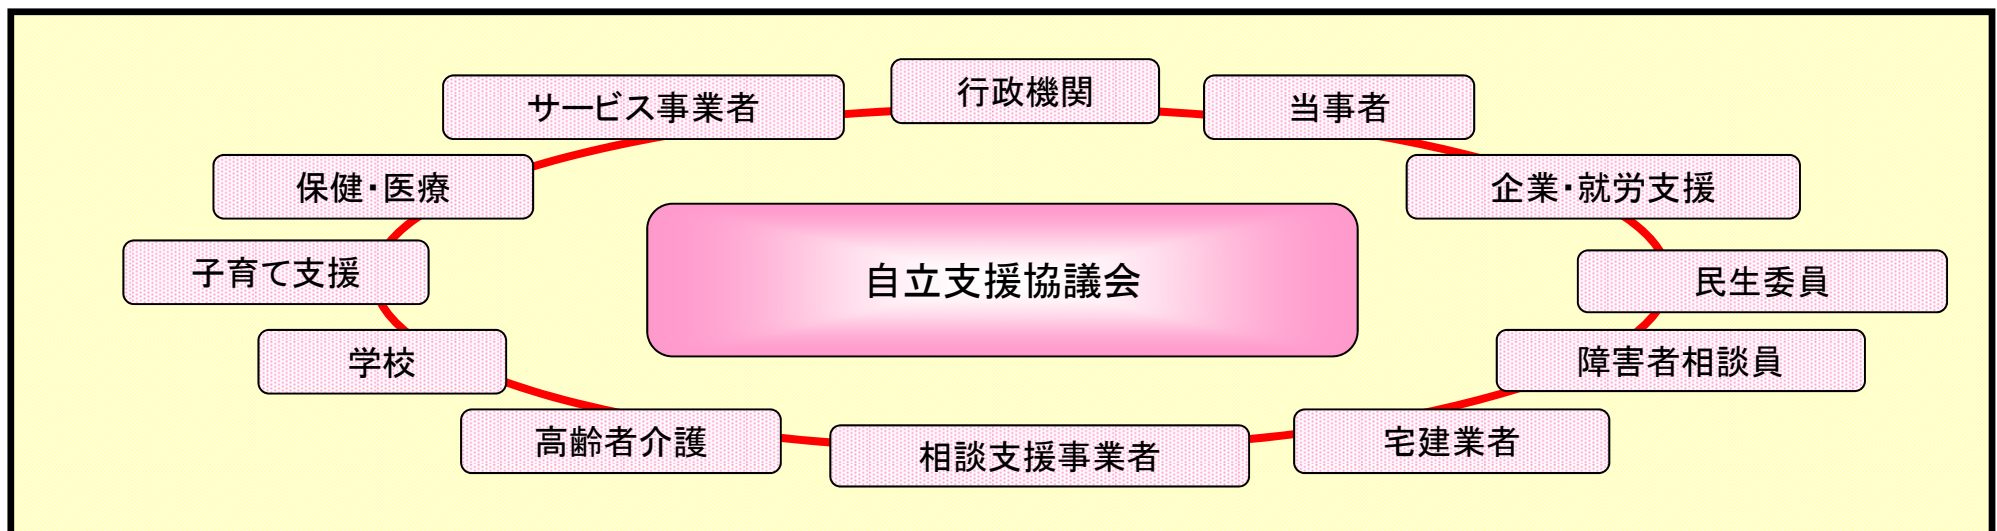 行政機関
サービス事業者
当事者
保健・医療
企業・就労支援
子育て支援
自立支援協議会
民生委員
学校
障害者相談員
高齢者介護
相談支援事業者
宅建業者